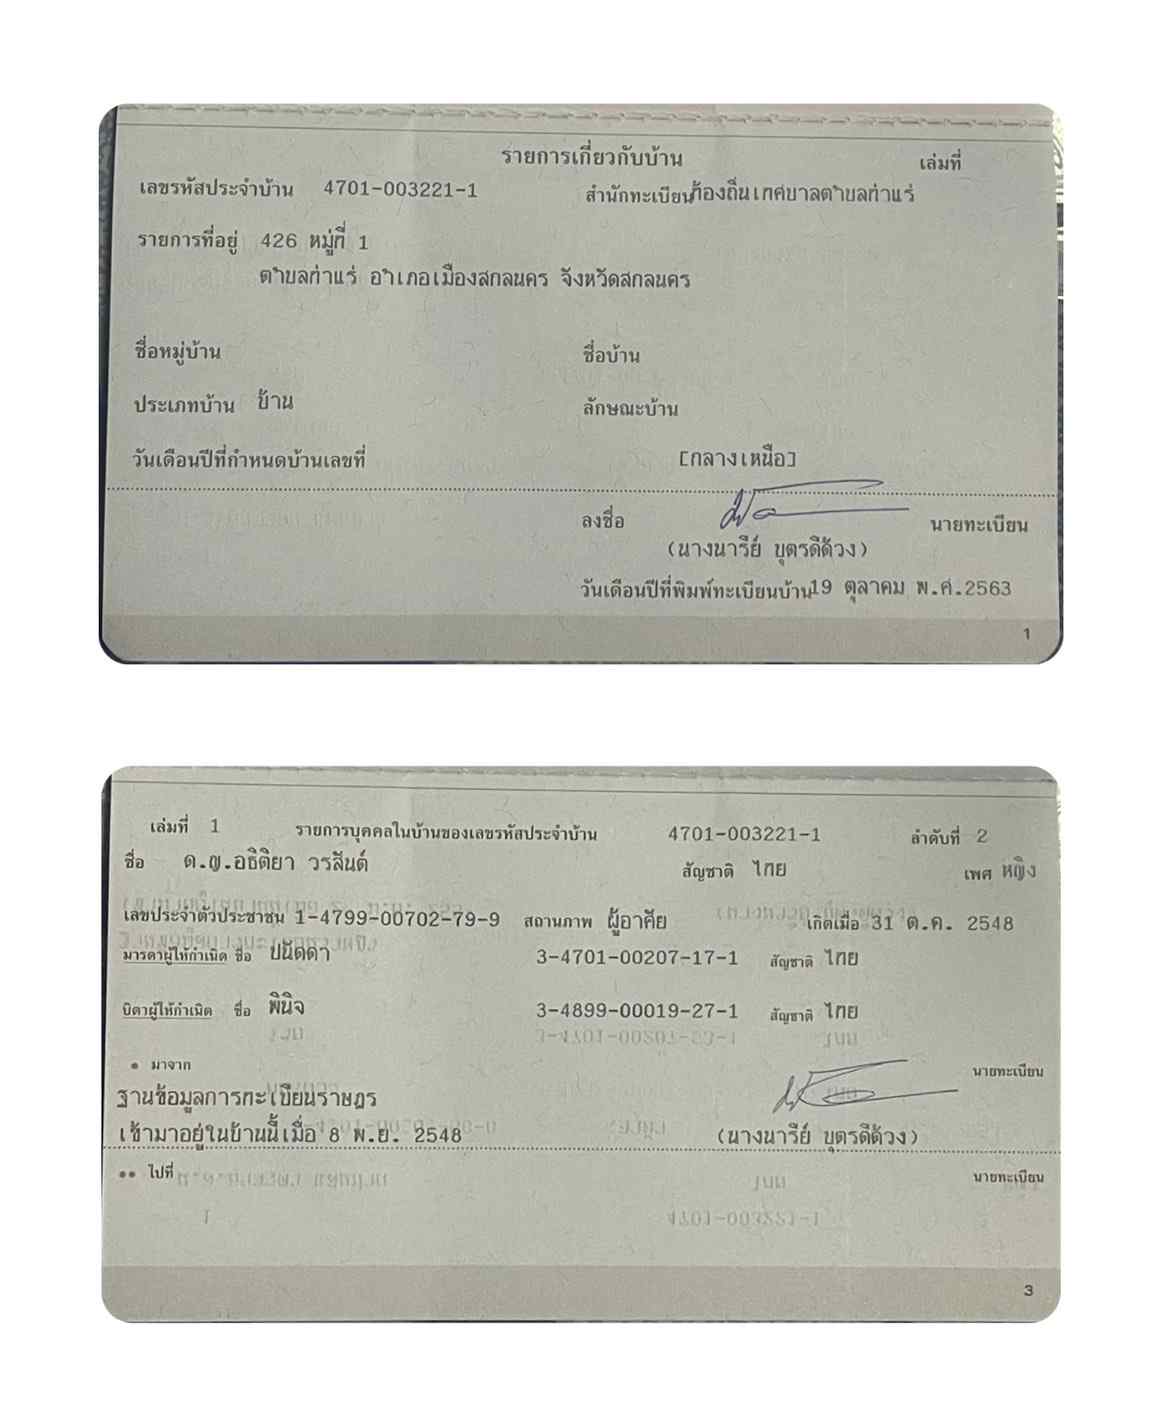 รายการเกี่ยวกับบ้าน เล่มที่
เลขรหัสประจำบ้าน 4701-003221-1 สำนักทะเบียน ท้องถิ่นเทศบาลตำบลท่าแร่
รายการที่อยู่ 426 หมู่ที่ 1
ตำบลท่าแร่ อำเภอเมืองสกลนคร จังหวัดสกลนคร
ชื่อหมู่บ้าน ชื่อบ้าน
ประเภทบ้าน บ้าน ลักษณะบ้าน
วันเดือนปีที่กำหนดบ้านเลขที่ [กลางเหนือ]
ลงชื่อ นายทะเบียน
(นางนารีย์ บุตรดีด้วง)
วันเดือนปีที่พิมพ์ทะเบียนบ้าน 19 ตุลาคม พ.ศ.2563
1
เล่มที่ 1 รายการบุคคลในบ้านของเลขรหัสประจำบ้าน 4701-003221-1 ลำดับที่ 2
ชื่อ ด.ญ.อธิติยา วรสินต์ สัญชาติ ไทย เพศ หญิง
เลขประจำตัวประชาชน 1-4799-00702-79-9 สถานภาพ ผู้อาศัย เกิดเมื่อ 31 ต.ค. 2548
มารดาผู้ให้กำเนิด ชื่อ ปนัดดา 3-4701-00207-17-1 สัญชาติ ไทย
บิดาผู้ให้กำเนิด ชื่อ พินิจ 3-4899-00019-27-1 สัญชาติ ไทย
* มาจาก นายทะเบียน
ฐานข้อมูลการทะเบียนราษฎร
เข้ามาอยู่ในบ้านนี้เมื่อ 8 พ.ย. 2548 (นางนารีย์ บุตรดีด้วง)
** ไปที่ นายทะเบียน
3